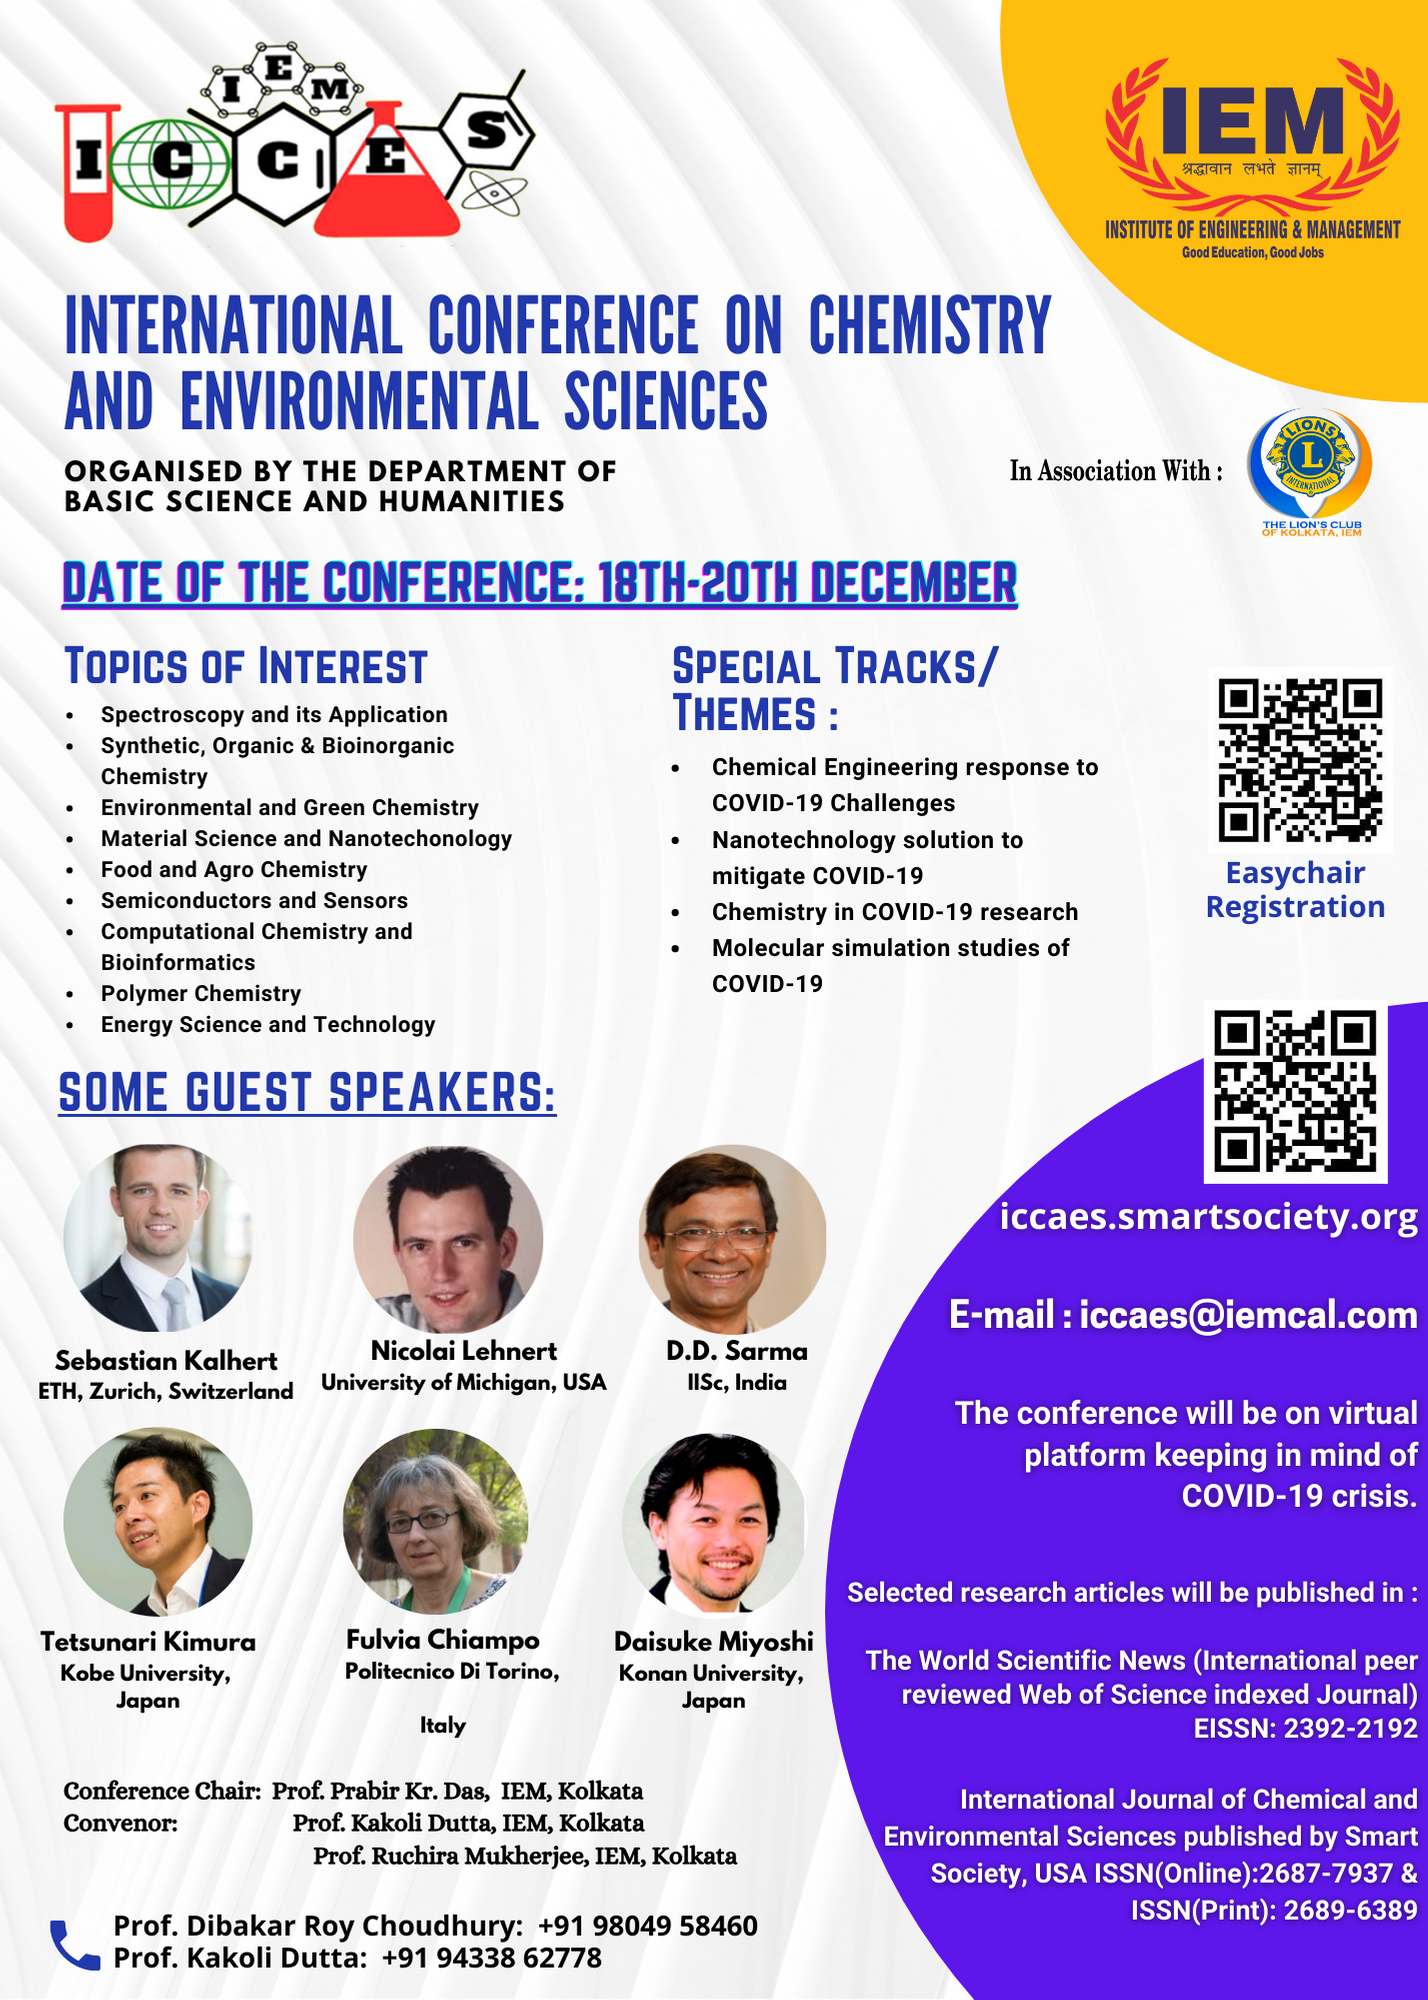 I E M
I C C E S
IEM
श्रद्धावान लभते ज्ञानम्
INSTITUTE OF ENGINEERING & MANAGEMENT
Good Education, Good Jobs
INTERNATIONAL CONFERENCE ON CHEMISTRY
AND ENVIRONMENTAL SCIENCES
ORGANISED BY THE DEPARTMENT OF
BASIC SCIENCE AND HUMANITIES
In Association With :
LIONS
L
INTERNATIONAL
THE LION'S CLUB
OF KOLKATA, IEM
DATE OF THE CONFERENCE: 18TH-20TH DECEMBER
TOPICS OF INTEREST
• Spectroscopy and its Application
• Synthetic, Organic & Bioinorganic
Chemistry
• Environmental and Green Chemistry
• Material Science and Nanotechonology
• Food and Agro Chemistry
• Semiconductors and Sensors
• Computational Chemistry and
Bioinformatics
• Polymer Chemistry
• Energy Science and Technology
SPECIAL TRACKS/
THEMES :
• Chemical Engineering response to
COVID-19 Challenges
• Nanotechnology solution to
mitigate COVID-19
• Chemistry in COVID-19 research
• Molecular simulation studies of
COVID-19
Easychair
Registration
SOME GUEST SPEAKERS:
Sebastian Kalhert
ETH, Zurich, Switzerland
Nicolai Lehnert
University of Michigan, USA
D.D. Sarma
IISc, India
Tetsunari Kimura
Kobe University,
Japan
Fulvia Chiampo
Politecnico Di Torino,
Italy
Daisuke Miyoshi
Konan University,
Japan
Conference Chair: Prof. Prabir Kr. Das, IEM, Kolkata
Convenor: Prof. Kakoli Dutta, IEM, Kolkata
Prof. Ruchira Mukherjee, IEM, Kolkata
Prof. Dibakar Roy Choudhury: +91 98049 58460
Prof. Kakoli Dutta: +91 94338 62778
iccaes.smartsociety.org
E-mail : iccaes@iemcal.com
The conference will be on virtual
platform keeping in mind of
COVID-19 crisis.
Selected research articles will be published in :
The World Scientific News (International peer
reviewed Web of Science indexed Journal)
EISSN: 2392-2192
International Journal of Chemical and
Environmental Sciences published by Smart
Society, USA ISSN(Online):2687-7937 &
ISSN(Print): 2689-6389